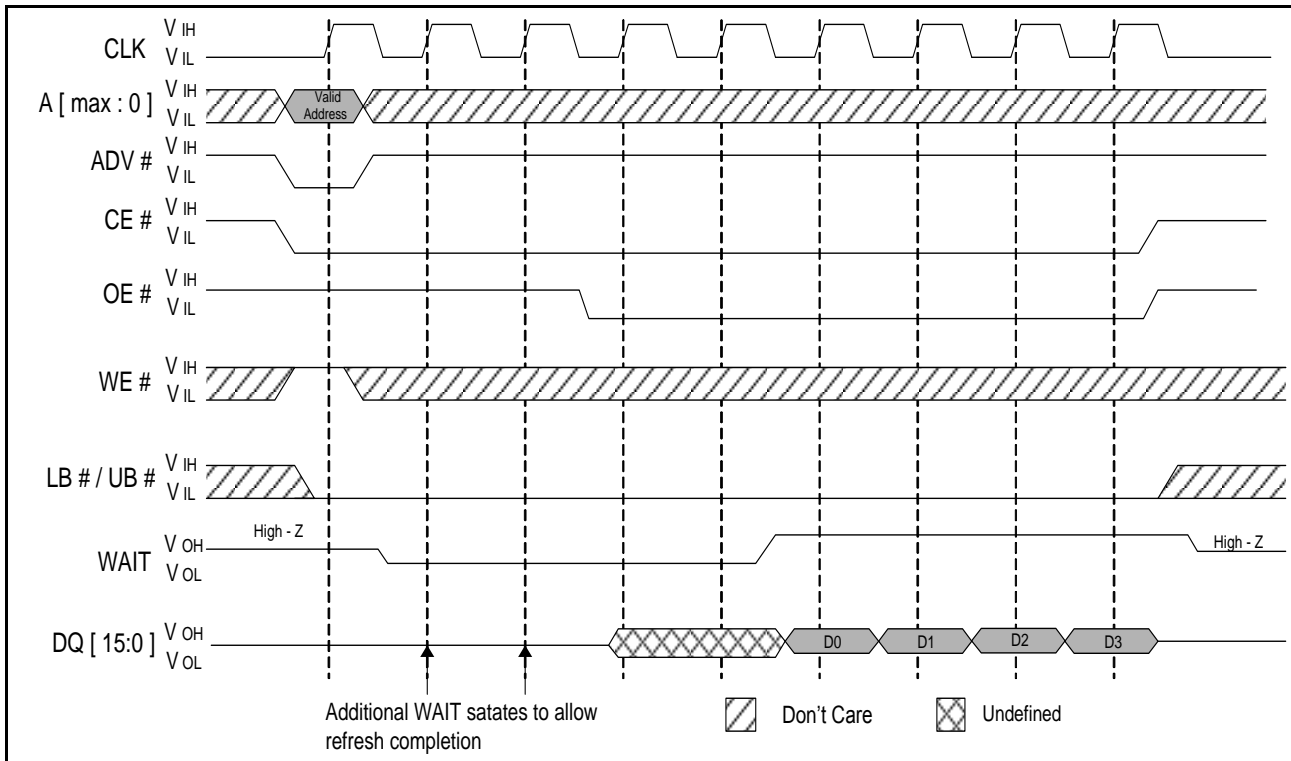 CLK V IH
V IL
A [ max : 0 ] V IH
V IL
Valid
Address
ADV # V IH
V IL
CE # V IH
V IL
OE # V IH
V IL
WE # V IH
V IL
LB # / UB # V IH
V IL
WAIT V OH
V OL
High - Z
High - Z
DQ [ 15:0 ] V OH
V OL
D0
D1
D2
D3
Additional WAIT satates to allow
refresh completion
Don't Care
Undefined